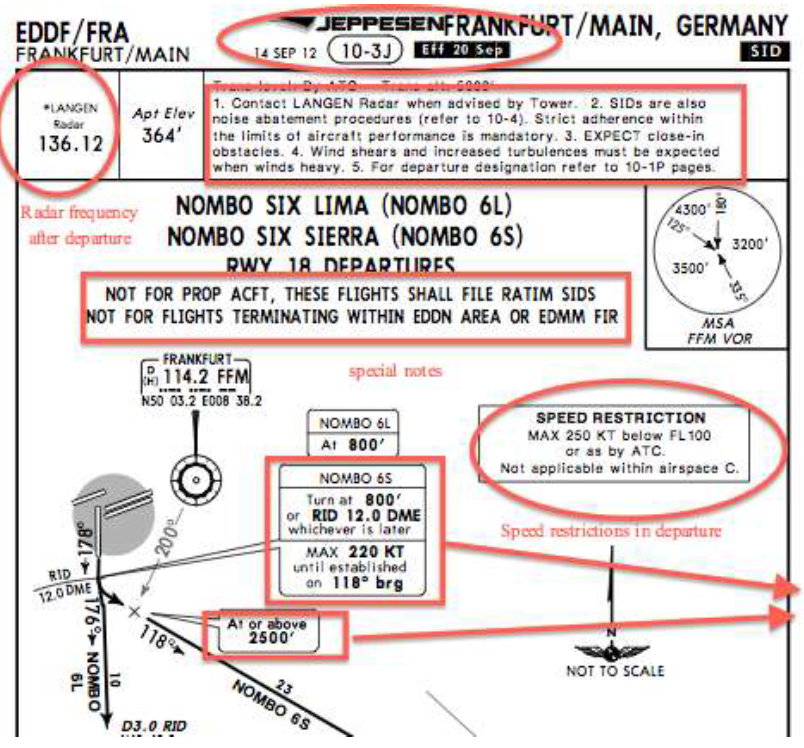 EDDF/FRA
FRANKFURT/MAIN
JEPPESEN
14 SEP 12
10-3J
Eff 20 Sep
FRANKFURT/MAIN, GERMANY
SID
*LANGEN
Radar
136.12
Apt Elev
364'
Trans level: By ATC Trans alt: 5000'
1. Contact LANGEN Radar when advised by Tower. 2. SIDs are also
noise abatement procedures (refer to 10-4). Strict adherence within
the limits of aircraft performance is mandatory. 3. EXPECT close-in
obstacles. 4. Wind shears and increased turbulences must be expected
when winds heavy. 5. For departure designation refer to 10-1P pages.
Radar frequency
after departure
NOMBO SIX LIMA (NOMBO 6L)
NOMBO SIX SIERRA (NOMBO 6S)
RWY 18 DEPARTURES
NOT FOR PROP ACFT, THESE FLIGHTS SHALL FILE RATIM SIDS
NOT FOR FLIGHTS TERMINATING WITHIN EDDN AREA OR EDMM FIR
4300'
180°
125°
3200'
3500'
335°
MSA
FFM VOR
special notes
FRANKFURT
D
(H) 114.2 FFM
N50 03.2 E008 38.2
NOMBO 6L
At 800'
NOMBO 6S
Turn at 800'
or RID 12.0 DME
whichever is later
MAX 220 KT
until established
on 118° brg
SPEED RESTRICTION
MAX 250 KT below FL100
or as by ATC.
Not applicable within airspace C.
Speed restrictions in departure
178°
200°
RID
12.0 DME
176°
NOMBO
6L
10
118°
At or above
2500'
23
NOMBO 6S
D3.0 RID
N
NOT TO SCALE